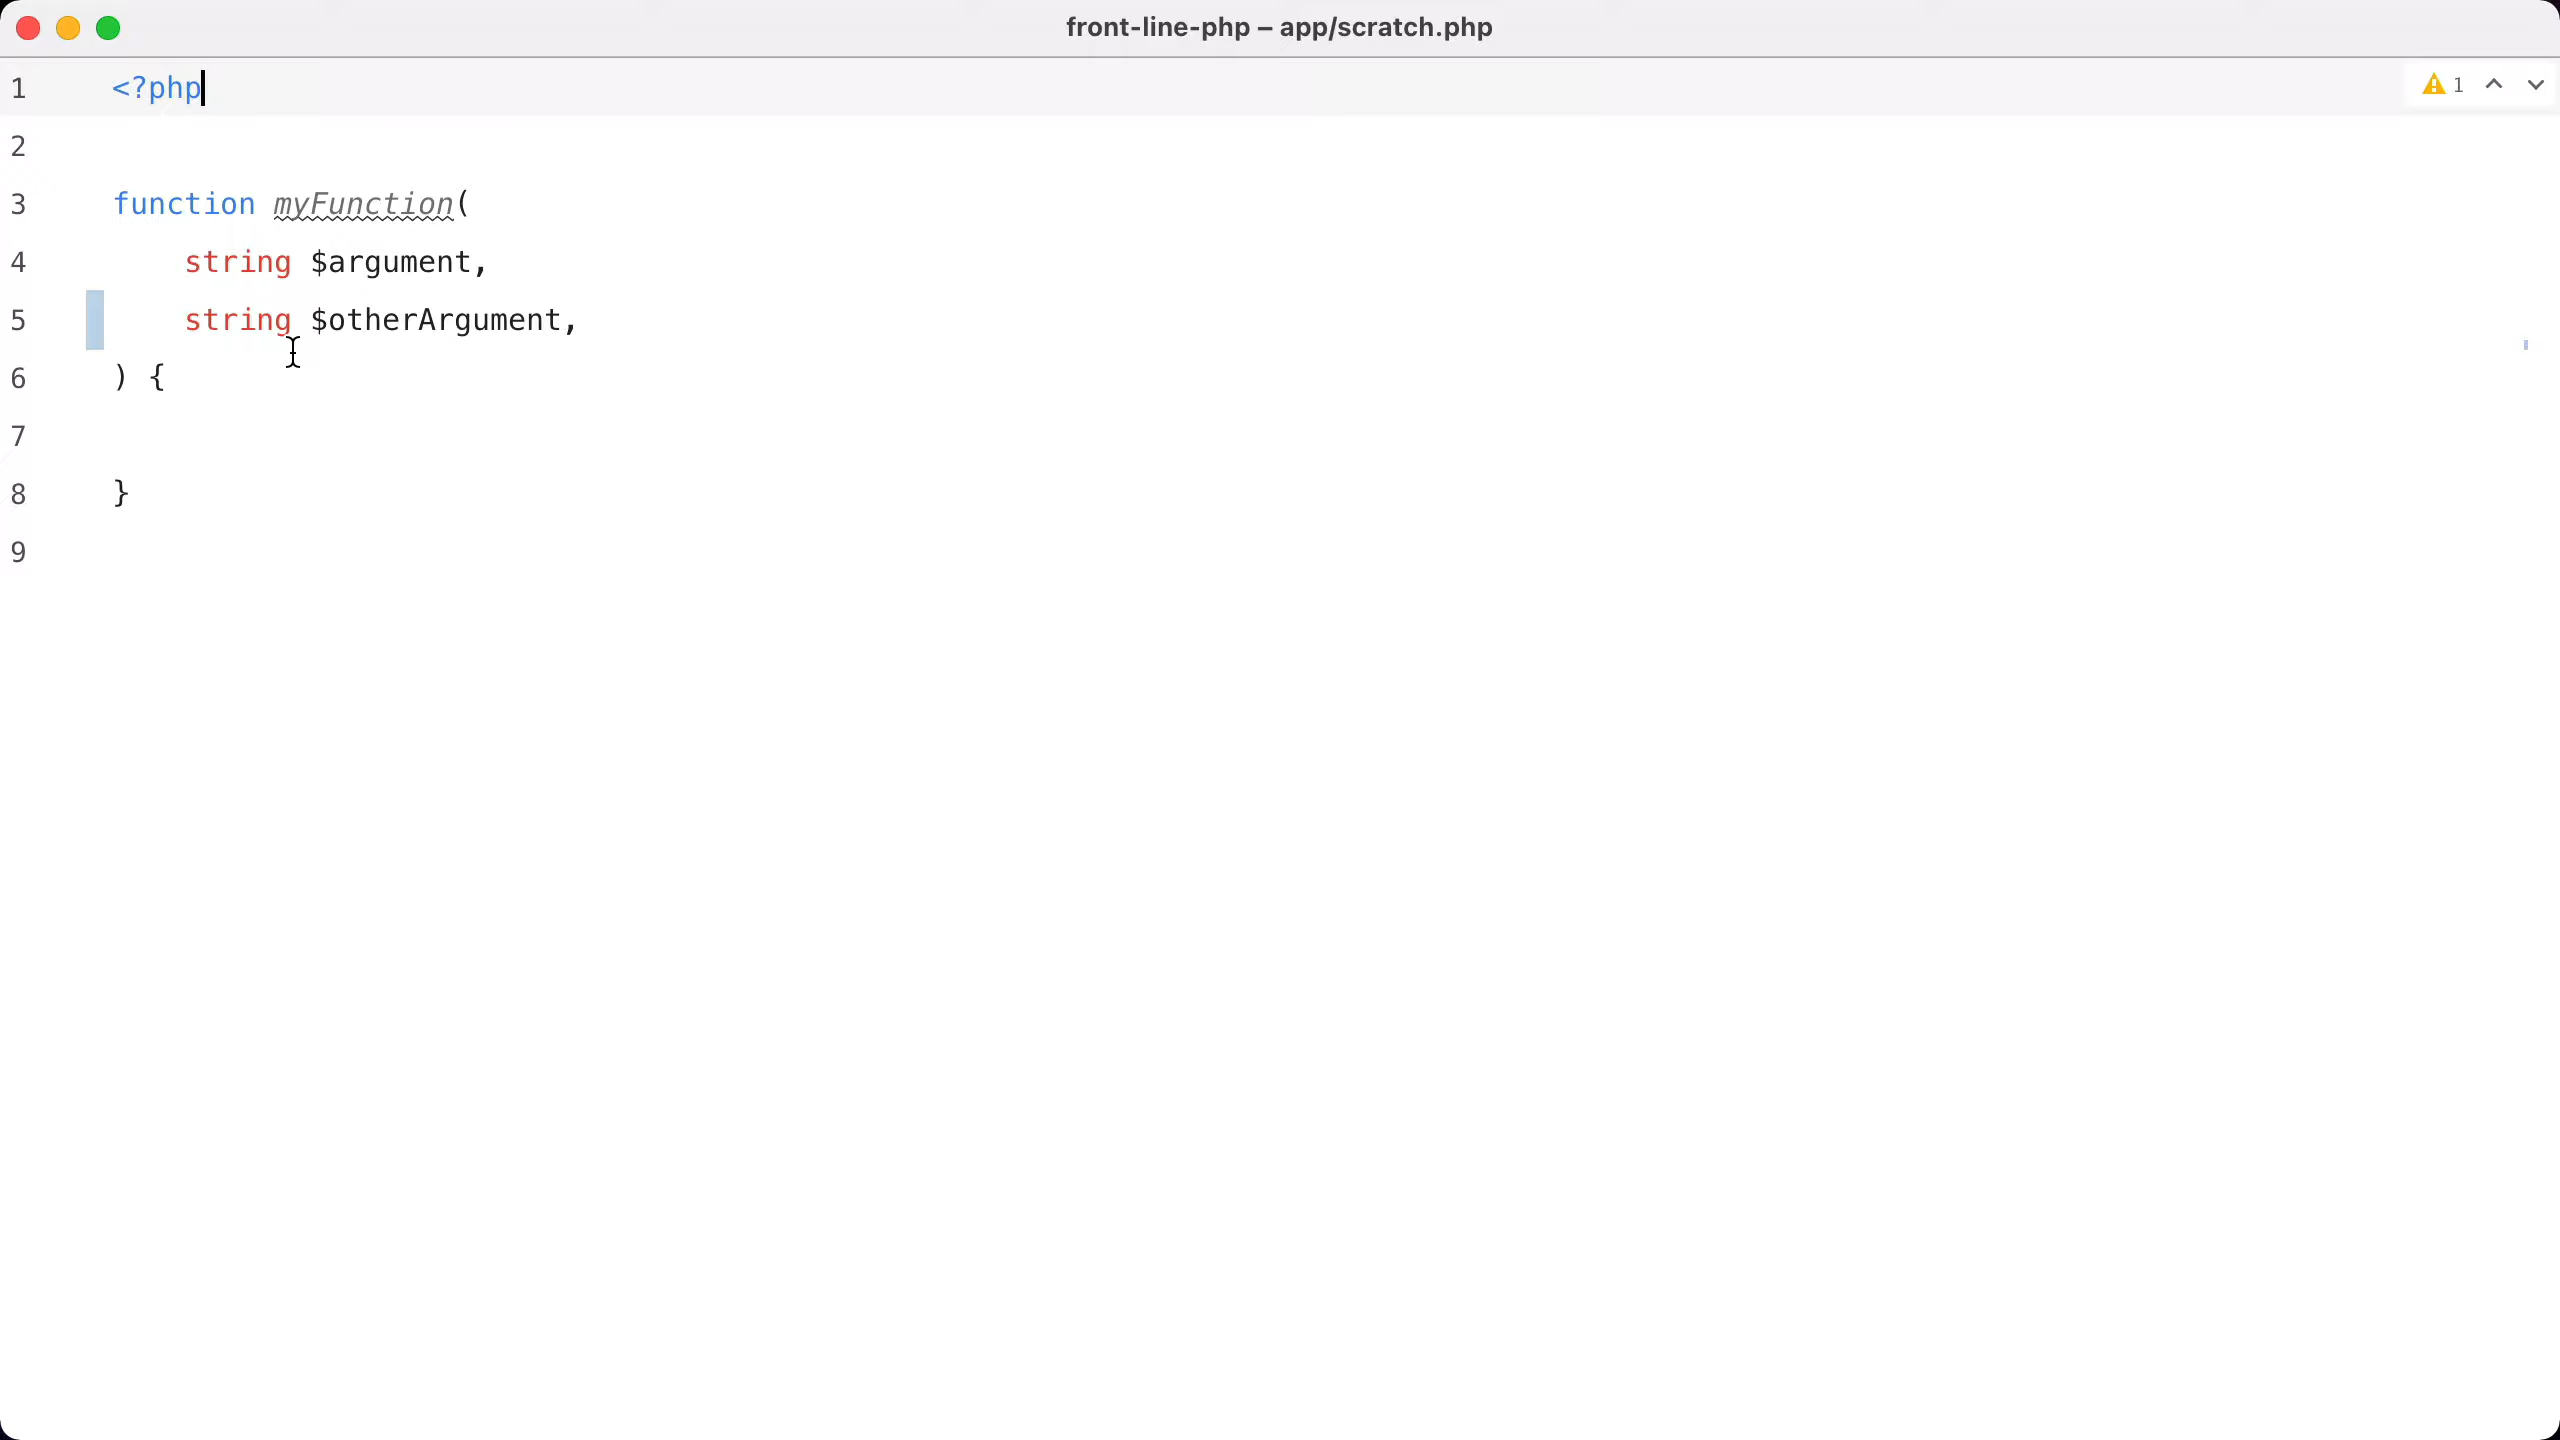 front-line-php – app/scratch.php
1 <?php
1
2
3 function myFunction(
4     string $argument,
5     string $otherArgument,
6 ) {
7
8 }
9